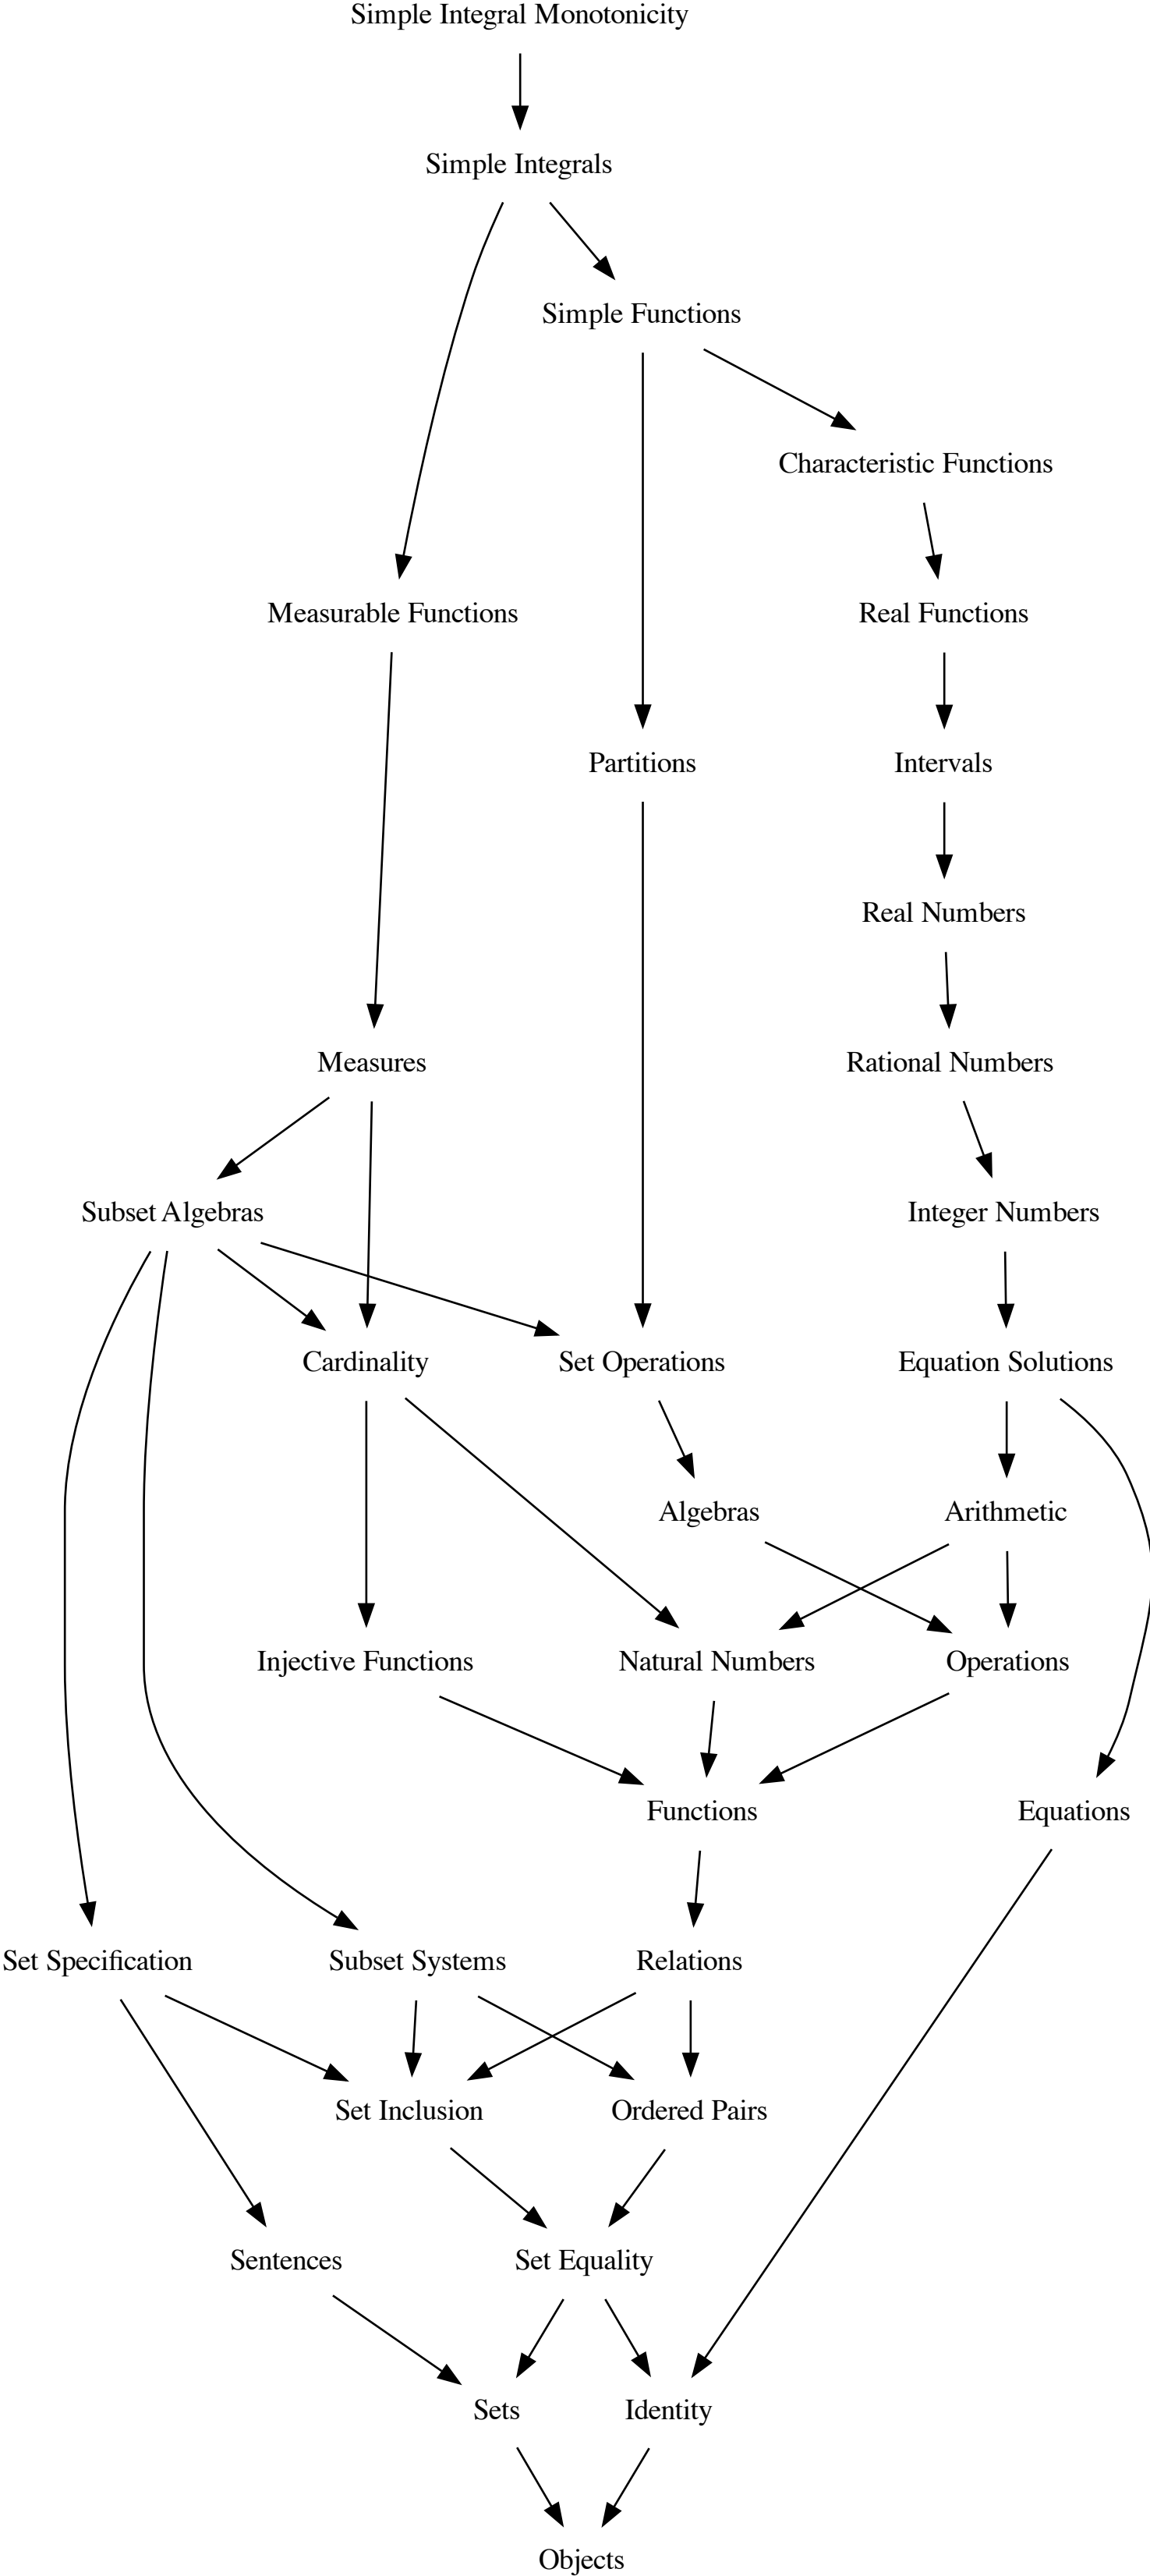 Simple Integral Monotonicity
Simple Integrals
Simple Functions
Characteristic Functions
Measurable Functions
Real Functions
Partitions
Intervals
Real Numbers
Measures
Rational Numbers
Subset Algebras
Integer Numbers
Cardinality
Set Operations
Equation Solutions
Algebras
Arithmetic
Injective Functions
Natural Numbers
Operations
Functions
Equations
Set Specification
Subset Systems
Relations
Set Inclusion
Ordered Pairs
Sentences
Set Equality
Sets
Identity
Objects